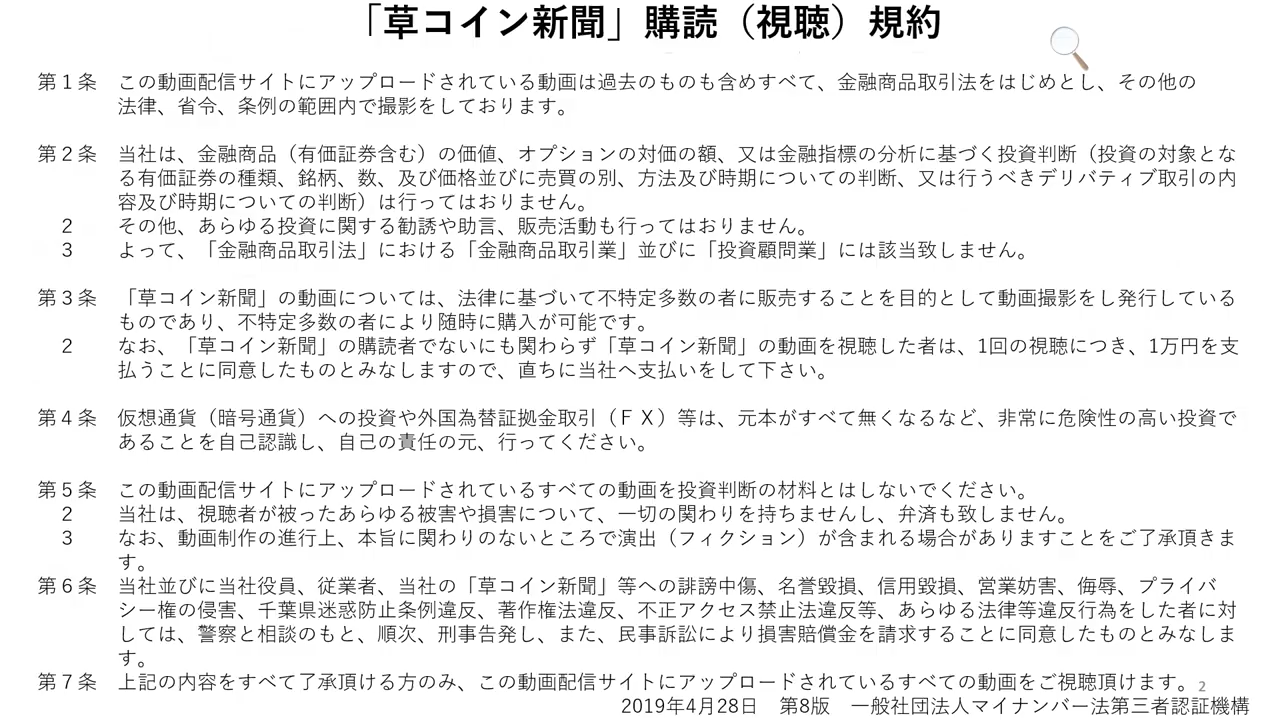 「草コイン新聞」購読（視聴）規約
第１条　この動画配信サイトにアップロードされている動画は過去のものも含めすべて、金融商品取引法をはじめとし、その他の
法律、省令、条例の範囲内で撮影をしております。
第２条　当社は、金融商品（有価証券含む）の価値、オプションの対価の額、又は金融指標の分析に基づく投資判断（投資の対象とな
る有価証券の種類、銘柄、数、及び価格並びに売買の別、方法及び時期についての判断、又は行うべきデリバティブ取引の内
容及び時期についての判断）は行ってはおりません。
２　その他、あらゆる投資に関する勧誘や助言、販売活動も行ってはおりません。
３　よって、「金融商品取引法」における「金融商品取引業」並びに「投資顧問業」には該当致しません。
第３条　「草コイン新聞」の動画については、法律に基づいて不特定多数の者に販売することを目的として動画撮影をし発行している
ものであり、不特定多数の者により随時に購入が可能です。
２　なお、「草コイン新聞」の購読者でないにも関わらず「草コイン新聞」の動画を視聴した者は、1回の視聴につき、1万円を支
払うことに同意したものとみなしますので、直ちに当社へ支払いをして下さい。
第４条　仮想通貨（暗号通貨）への投資や外国為替証拠金取引（ＦＸ）等は、元本がすべて無くなるなど、非常に危険性の高い投資で
あることを自己認識し、自己の責任の元、行ってください。
第５条　この動画配信サイトにアップロードされているすべての動画を投資判断の材料とはしないでください。
２　当社は、視聴者が被ったあらゆる被害や損害について、一切の関わりを持ちませんし、弁済も致しません。
３　なお、動画制作の進行上、本旨に関わりのないところで演出（フィクション）が含まれる場合がありますことをご了承頂きま
す。
第６条　当社並びに当社役員、従業者、当社の「草コイン新聞」等への誹謗中傷、名誉毀損、信用毀損、営業妨害、侮辱、プライバ
シー権の侵害、千葉県迷惑防止条例違反、著作権法違反、不正アクセス禁止法違反等、あらゆる法律等違反行為をした者に対
しては、警察と相談のもと、順次、刑事告発し、また、民事訴訟により損害賠償金を請求することに同意したものとみなしま
す。
第７条　上記の内容をすべて了承頂ける方のみ、この動画配信サイトにアップロードされているすべての動画をご視聴頂けます。 2
2019年4月28日　第8版　一般社団法人マイナンバー法第三者認証機構